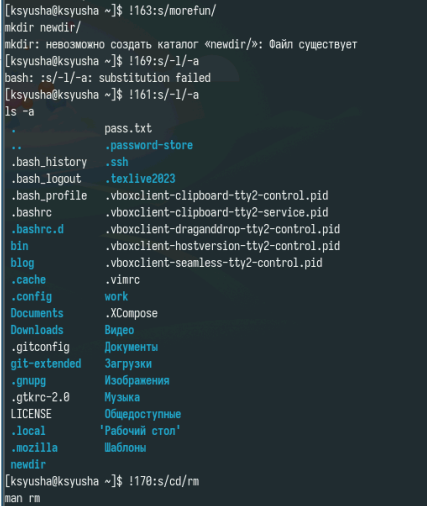 [ksyusha@ksyusha ~]$ !163:s/morefun/
mkdir newdir/
mkdir: невозможно создать каталог «newdir/»: Файл существует
[ksyusha@ksyusha ~]$ !169:s/-l/-a
bash: :s/-l/-a: substitution failed
[ksyusha@ksyusha ~]$ !161:s/-l/-a
ls -a
. pass.txt
.. .password-store
.bash_history .ssh
.bash_logout .texlive2023
.bash_profile .vboxclient-clipboard-tty2-control.pid
.bashrc .vboxclient-clipboard-tty2-service.pid
.bashrc.d .vboxclient-draganddrop-tty2-control.pid
bin .vboxclient-hostversion-tty2-control.pid
blog .vboxclient-seamless-tty2-control.pid
.cache .vimrc
.config work
Documents .XCompose
Downloads Видео
.gitconfig Документы
git-extended Загрузки
.gnupg Изображения
.gtkrc-2.0 Музыка
LICENSE Общедоступные
.local 'Рабочий стол'
.mozilla Шаблоны
newdir
[ksyusha@ksyusha ~]$ !170:s/cd/rm
man rm